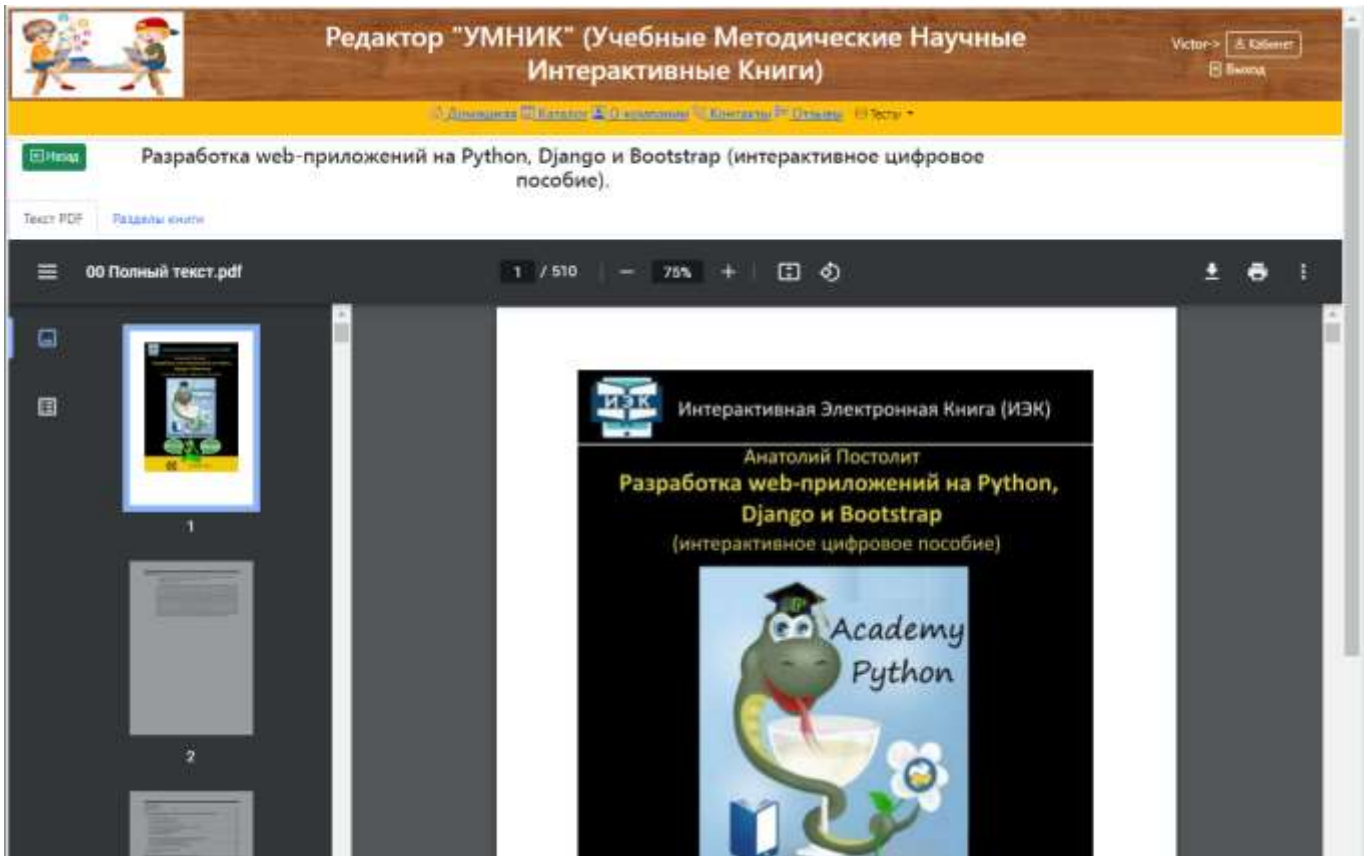 Редактор "УМНИК" (Учебные Методические Научные
Интерактивные Книги)
Victor-> Кабинет
Выход
Домашняя Каталог О компании Контакты Отзывы Тесты
Назад
Разработка web-приложений на Python, Django и Bootstrap (интерактивное цифровое
пособие).
Текст PDF Разделы книги
00 Полный текст.pdf 1 / 510 75%
1
2
ИЭК
Интерактивная Электронная Книга (ИЭК)
Анатолий Постолит
Разработка web-приложений на Python,
Django и Bootstrap
(интерактивное цифровое пособие)
Academy
Python